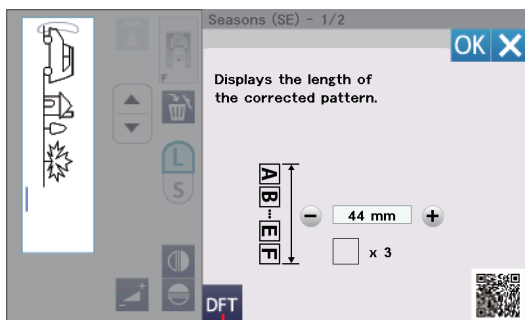 Seasons (SE) - 1/2
OK
Displays the length of
the corrected pattern.
F
L
S
A
B
E
F
44 mm
x 3
DFT